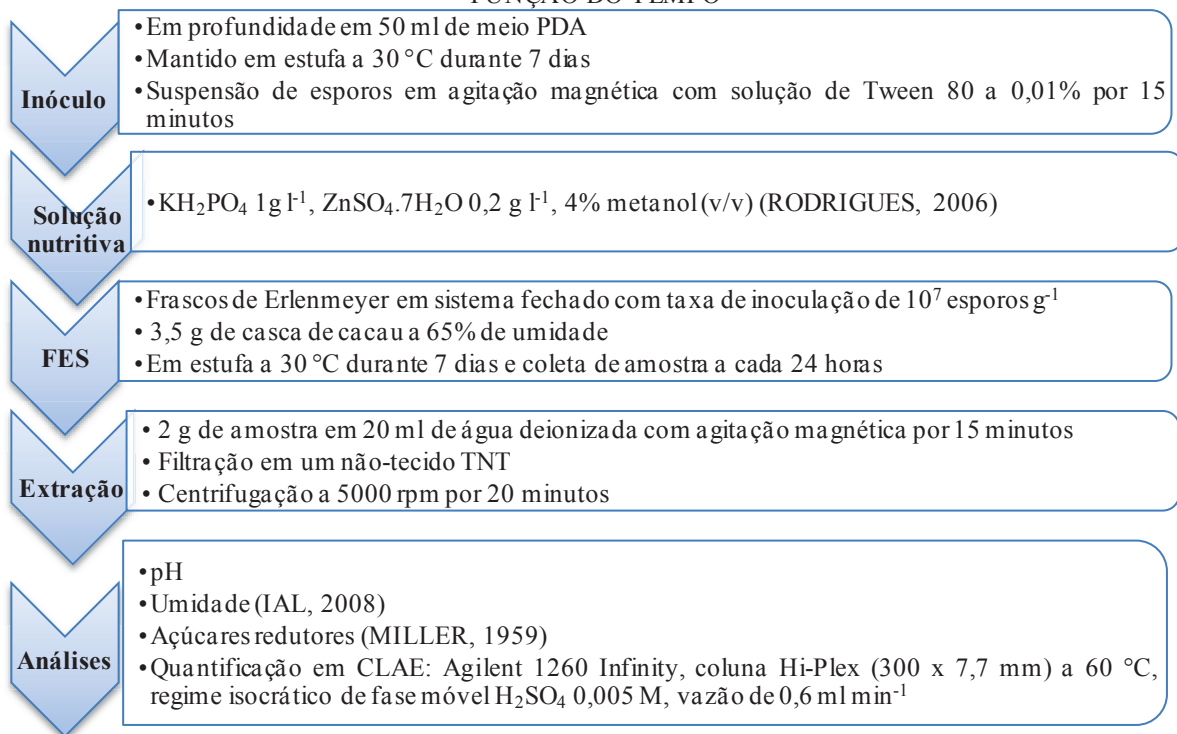 FUNÇÃO DO TEMPO
Inóculo
•Em profundidade em 50 ml de meio PDA
•Mantido em estufa a 30 °C durante 7 dias
•Suspensão de esporos em agitação magnética com solução de Tween 80 a 0,01% por 15
minutos
Solução
nutritiva
•KH₂PO₄ 1g l⁻¹, ZnSO₄.7H₂O 0,2 g l⁻¹, 4% metanol (v/v) (RODRIGUES, 2006)
FES
•Frascos de Erlenmeyer em sistema fechado com taxa de inoculação de 10⁷ esporos g⁻¹
• 3,5 g de casca de cacau a 65% de umidade
•Em estufa a 30 °C durante 7 dias e coleta de amostra a cada 24 horas
Extração
• 2 g de amostra em 20 ml de água deionizada com agitação magnética por 15 minutos
• Filtração em um não-tecido TNT
• Centrifugação a 5000 rpm por 20 minutos
Análises
•pH
•Umidade (IAL, 2008)
•Açúcares redutores (MILLER, 1959)
•Quantificação em CLAE: Agilent 1260 Infinity, coluna Hi-Plex (300 x 7,7 mm) a 60 °C,
regime isocrático de fase móvel H₂SO₄ 0,005 M, vazão de 0,6 ml min⁻¹